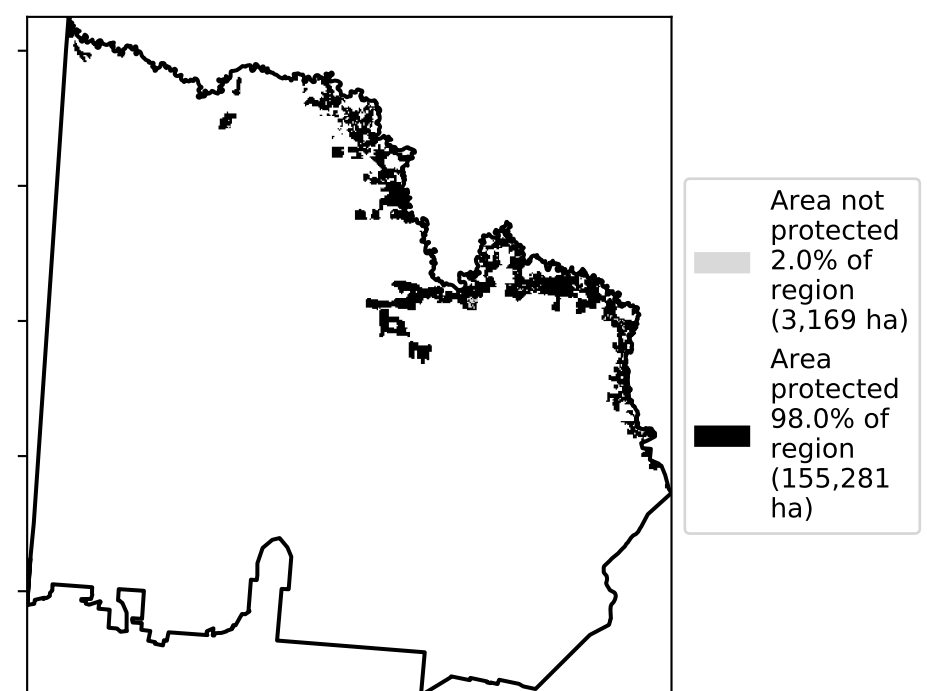 Area not
protected
2.0% of
region
(3,169 ha)
Area
protected
98.0% of
region
(155,281
ha)